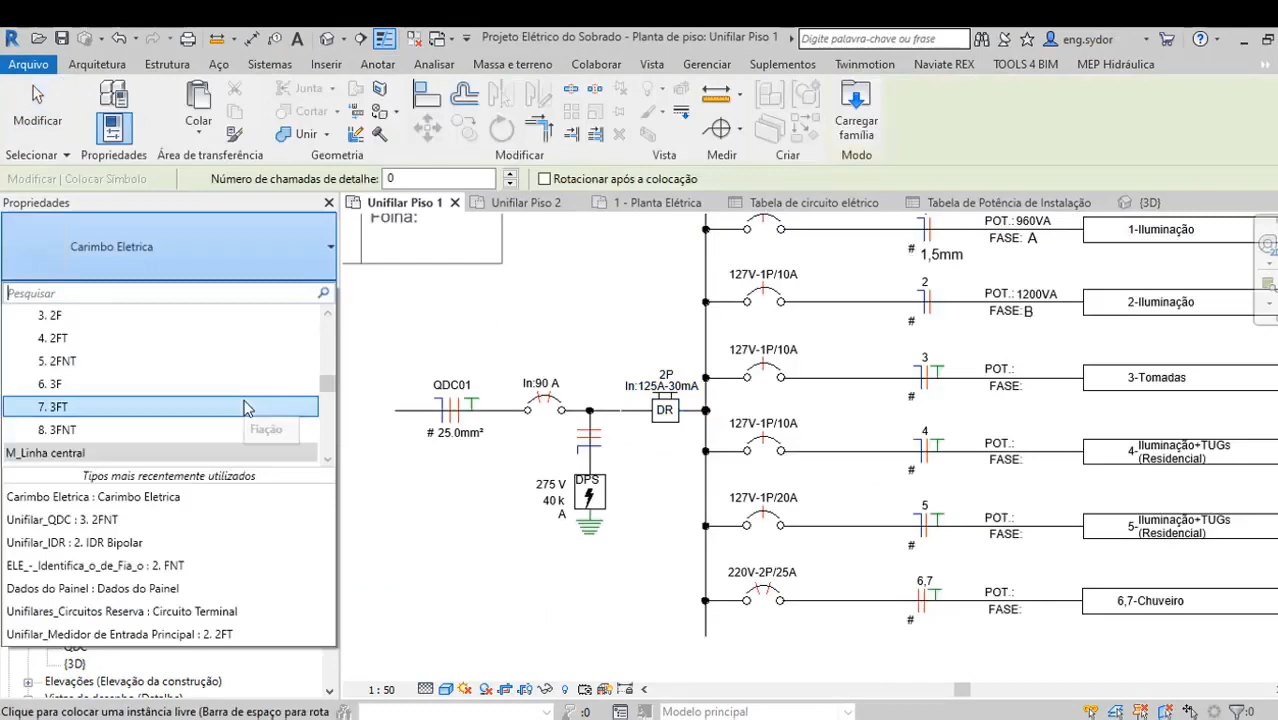 Projeto Elétrico do Sobrado - Planta de piso: Unifilar Piso 1
Digite palavra-chave ou frase
eng.sydor
Arquivo Arquitetura Estrutura Aço Sistemas Inserir Anotar Analisar Massa e terreno Colaborar Vista Gerenciar Suplementos Twinmotion Naviate REX TOOLS 4 BIM MEP Hidráulica
Modificar
Colar
Junta
Cortar
Unir
Carregar
família
Selecionar Propriedades Área de transferência Geometria Modificar Vista Medir Criar Modo
Modificar | Colocar Símbolo
Número de chamadas de detalhe: 0
Rotacionar após a colocação
Propriedades
Unifilar Piso 1
Unifilar Piso 2
1 - Planta Elétrica
Tabela de circuito elétrico
Tabela de Potência de Instalação
{3D}
Carimbo Eletrica
Pesquisar
3. 2F
4. 2FT
5. 2FNT
6. 3F
7. 3FT
8. 3FNT
Fiação
M_Linha central
Tipos mais recentemente utilizados
Carimbo Eletrica : Carimbo Eletrica
Unifilar_QDC : 3. 2FNT
Unifilar_IDR : 2. IDR Bipolar
ELE_-_Identifica_o_de_Fia_o : 2. FNT
Dados do Painel : Dados do Painel
Unifilares_Circuitos Reserva : Circuito Terminal
Unifilar_Medidor de Entrada Principal : 2. 2FT
QDC
{3D}
Elevações (Elevação da construção)
Folha:
QDC01
# 25.0mm²
In:90 A
275 V
40 k
A
DPS
2P
In:125A-30mA
DR
#
1,5mm
POT.: 960VA
FASE: A
1-Iluminação
127V-1P/10A
2
#
POT.: 1200VA
FASE: B
2-Iluminação
127V-1P/10A
3
#
POT.:
FASE:
3-Tomadas
127V-1P/10A
4
#
POT.:
FASE:
4-Iluminação+TUGs
(Residencial)
127V-1P/20A
5
#
POT.:
FASE:
5-Iluminação+TUGs
(Residencial)
220V-2P/25A
6,7
#
POT.:
FASE:
6,7-Chuveiro
1 : 50
Clique para colocar uma instância livre (Barra de espaço para rota
:0
Modelo principal
:0